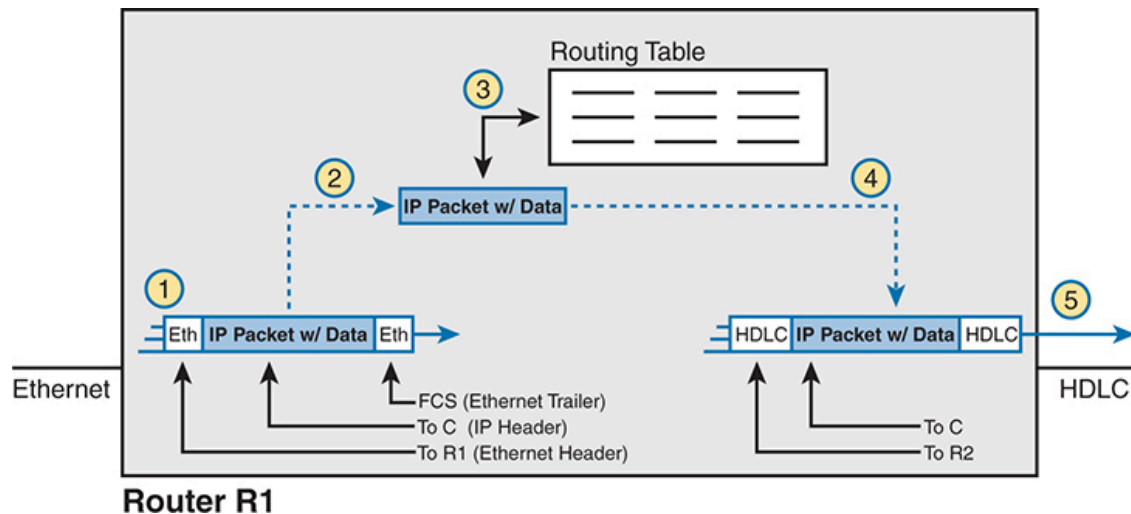 Routing Table
3
2
4
IP Packet w/ Data
1
5
Eth IP Packet w/ Data Eth
HDLC IP Packet w/ Data HDLC
Ethernet
HDLC
FCS (Ethernet Trailer)
To C (IP Header)
To R1 (Ethernet Header)
To C
To R2
Router R1